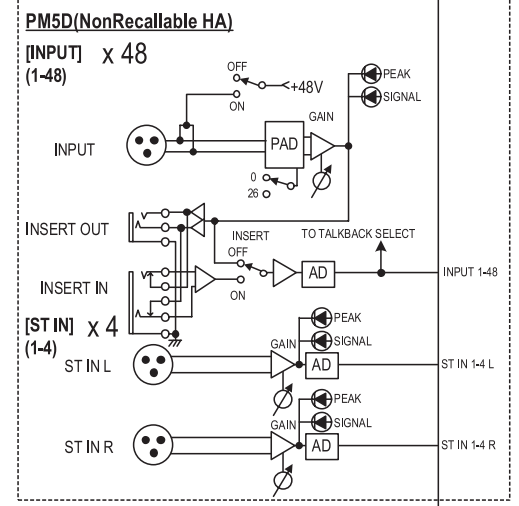 PM5D(NonRecallable HA)
[INPUT] x 48
(1-48)
OFF
+48V
ON
PEAK
SIGNAL
GAIN
INPUT
PAD
0
26
INSERT OUT
INSERT
OFF
TO TALKBACK SELECT
AD
INPUT 1-48
INSERT IN
ON
[ST IN] x 4
(1-4)
PEAK
SIGNAL
GAIN
ST IN L
AD
ST IN 1-4 L
PEAK
SIGNAL
GAIN
ST IN R
AD
ST IN 1-4 R